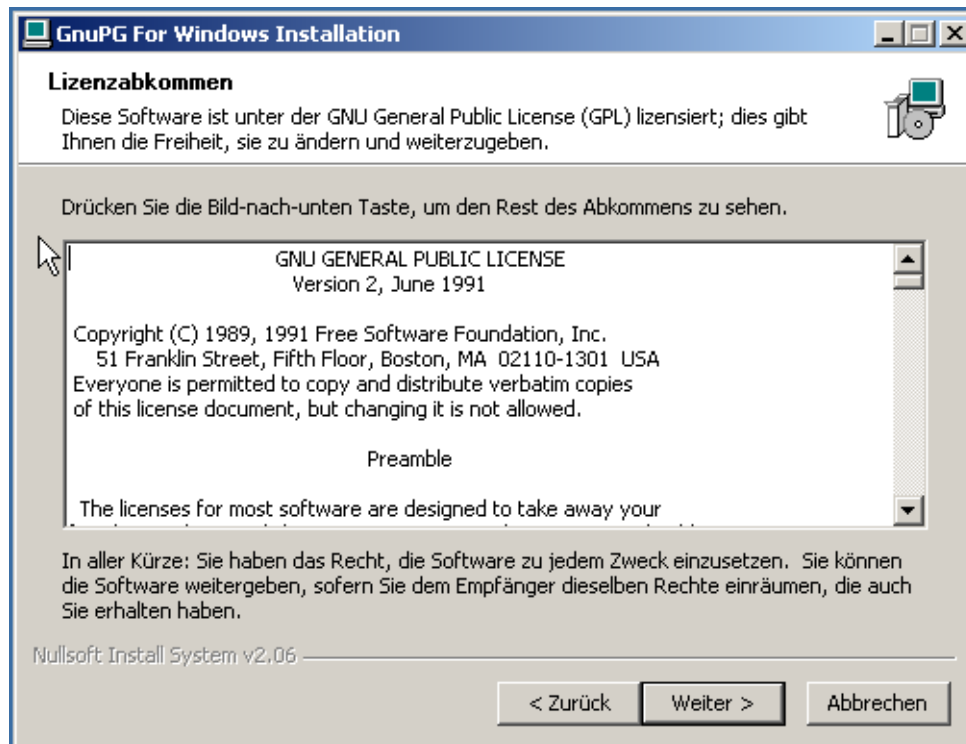 GnuPG For Windows Installation
Lizenzabkommen
Diese Software ist unter der GNU General Public License (GPL) lizensiert; dies gibt
Ihnen die Freiheit, sie zu ändern und weiterzugeben.
Drücken Sie die Bild-nach-unten Taste, um den Rest des Abkommens zu sehen.
GNU GENERAL PUBLIC LICENSE
Version 2, June 1991
Copyright (C) 1989, 1991 Free Software Foundation, Inc.
51 Franklin Street, Fifth Floor, Boston, MA 02110-1301 USA
Everyone is permitted to copy and distribute verbatim copies
of this license document, but changing it is not allowed.
Preamble
The licenses for most software are designed to take away your
In aller Kürze: Sie haben das Recht, die Software zu jedem Zweck einzusetzen. Sie können
die Software weitergeben, sofern Sie dem Empfänger dieselben Rechte einräumen, die auch
Sie erhalten haben.
Nullsoft Install System v2.06
< Zurück
Weiter >
Abbrechen